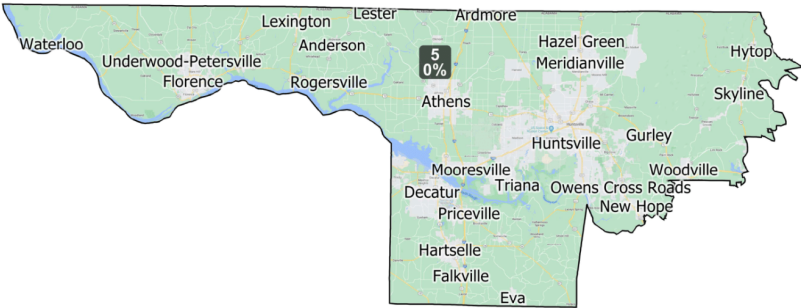 Lester
Ardmore
Lexington
Waterloo
Anderson
Hazel Green
Hytop
5
0%
Underwood-Petersville
Meridianville
Florence
Rogersville
Skyline
Athens
Gurley
Huntsville
Mooresville
Woodville
Decatur
Triana
Owens Cross Roads
New Hope
Priceville
Hartselle
Falkville
Eva